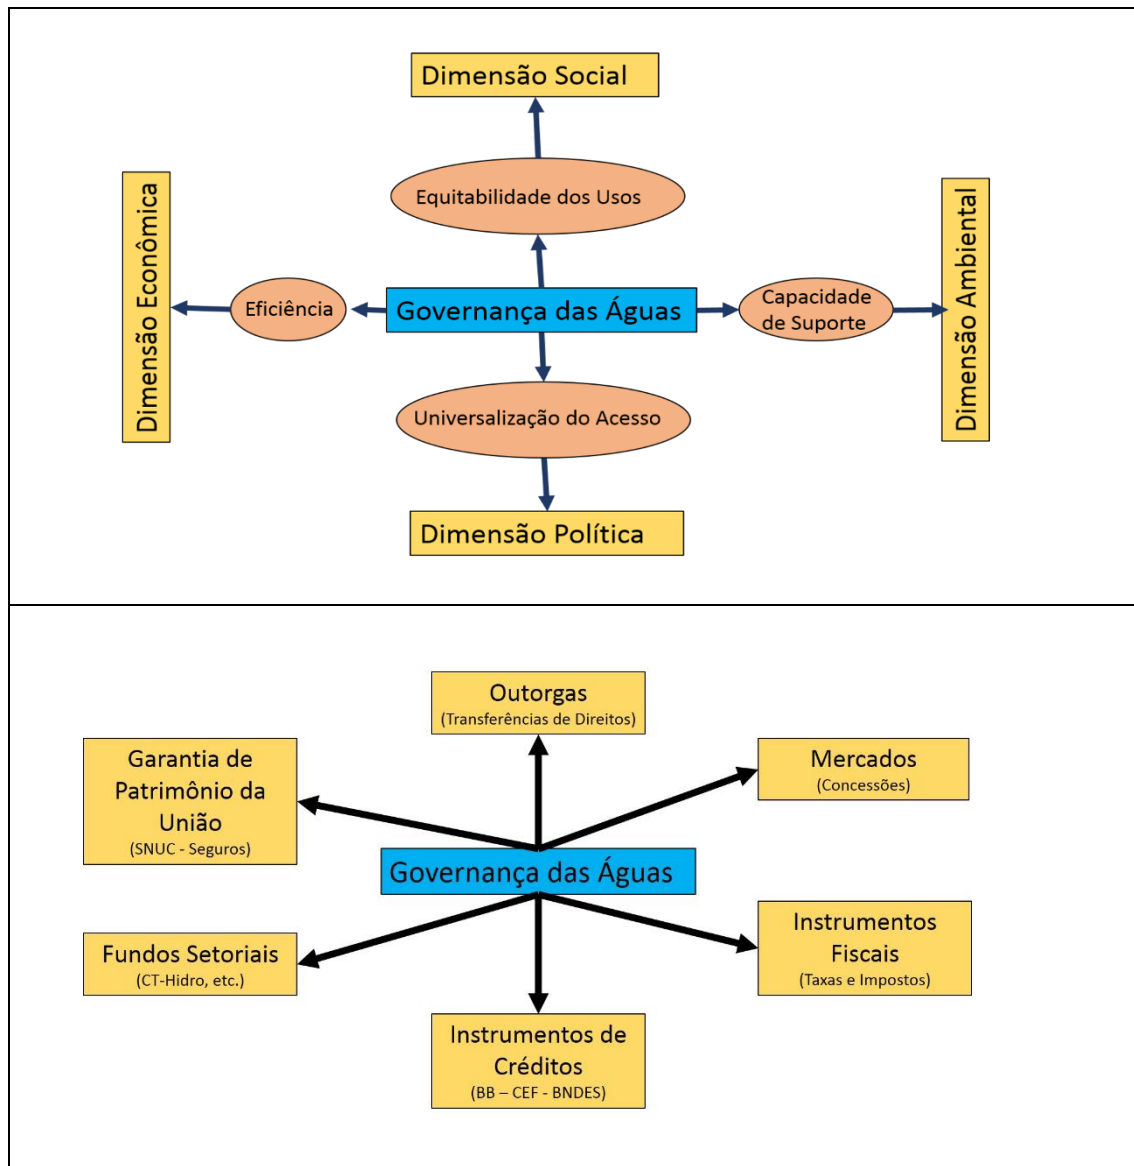 Dimensão Social
Equitabilidade dos Usos
Dimensão Econômica
Eficiência
Governança das Águas
Capacidade
de Suporte
Dimensão Ambiental
Universalização do Acesso
Dimensão Política
Outorgas
(Transferências de Direitos)
Garantia de
Patrimônio da
União
(SNUC - Seguros)
Mercados
(Concessões)
Governança das Águas
Fundos Setoriais
(CT-Hidro, etc.)
Instrumentos
Fiscais
(Taxas e Impostos)
Instrumentos de
Créditos
(BB – CEF - BNDES)